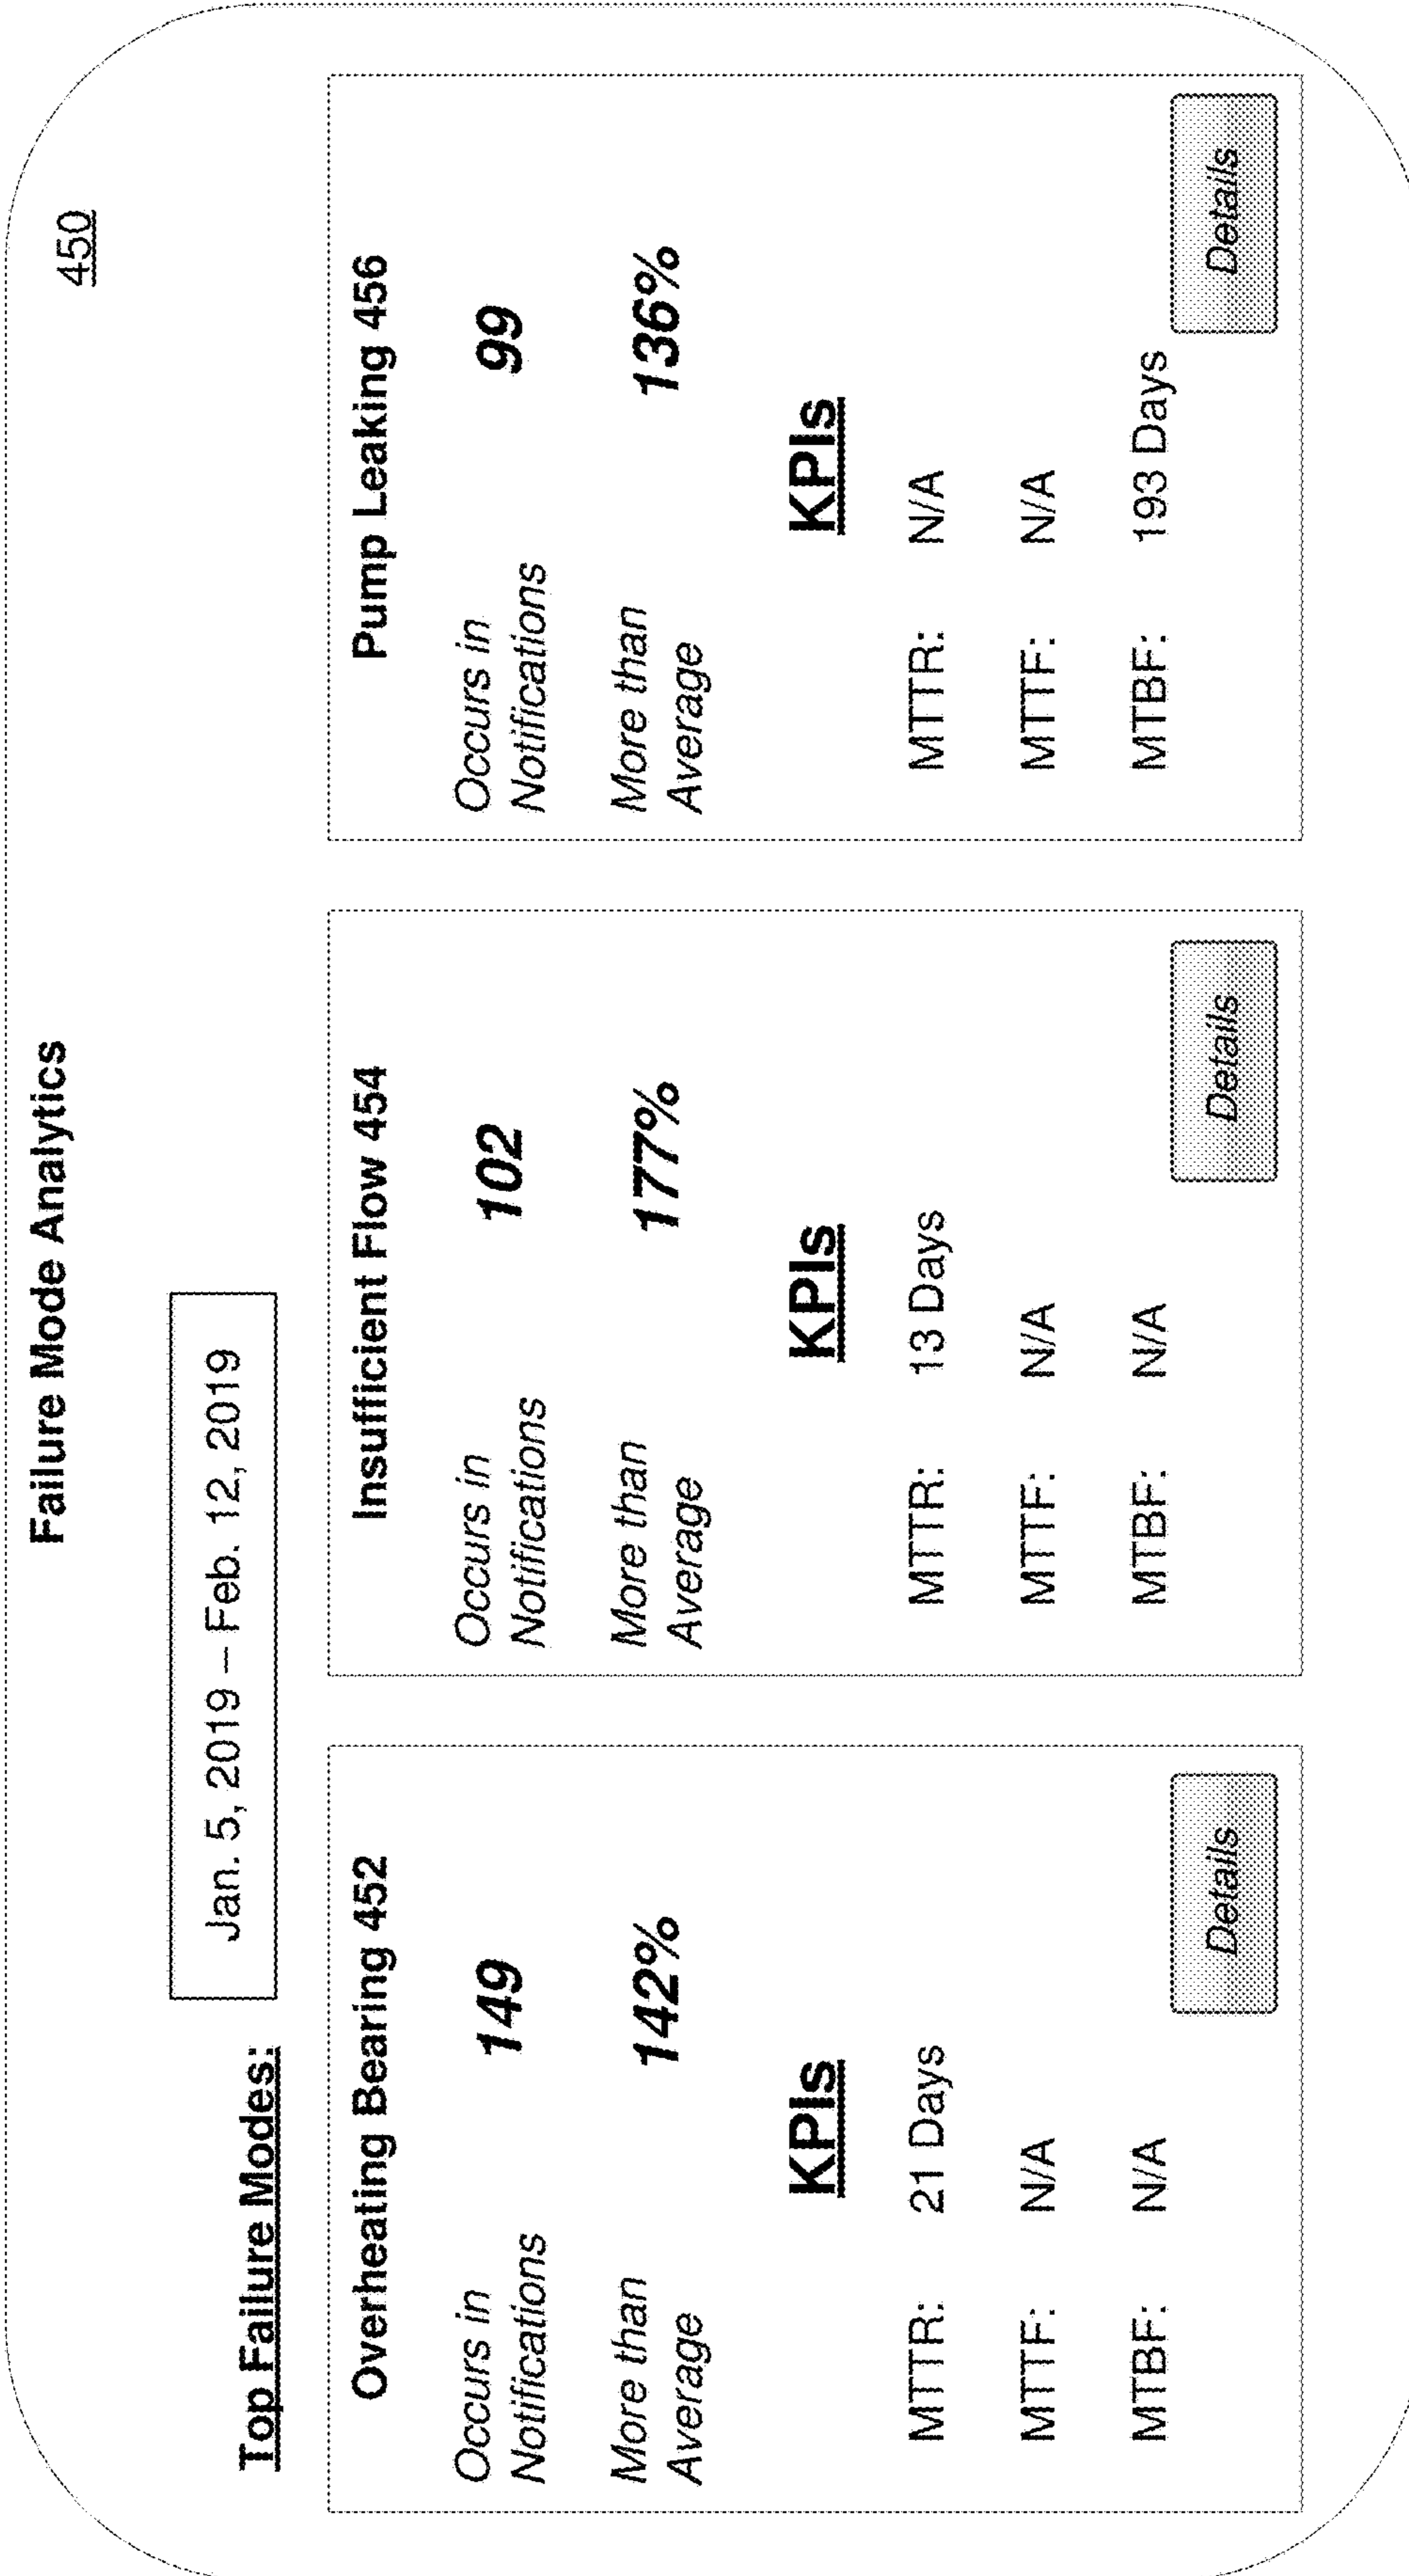 Failure Mode Analytics
450
Top Failure Modes:
Jan. 5, 2019 – Feb. 12, 2019
Overheating Bearing 452
Occurs in
Notifications
149
More than
Average
142%
KPIs
MTTR: 21 Days
MTTF: N/A
MTBF: N/A
Details
Insufficient Flow 454
Occurs in
Notifications
102
More than
Average
177%
KPIs
MTTR: 13 Days
MTTF: N/A
MTBF: N/A
Details
Pump Leaking 456
Occurs in
Notifications
99
More than
Average
136%
KPIs
MTTR: N/A
MTTF: N/A
MTBF: 193 Days
Details